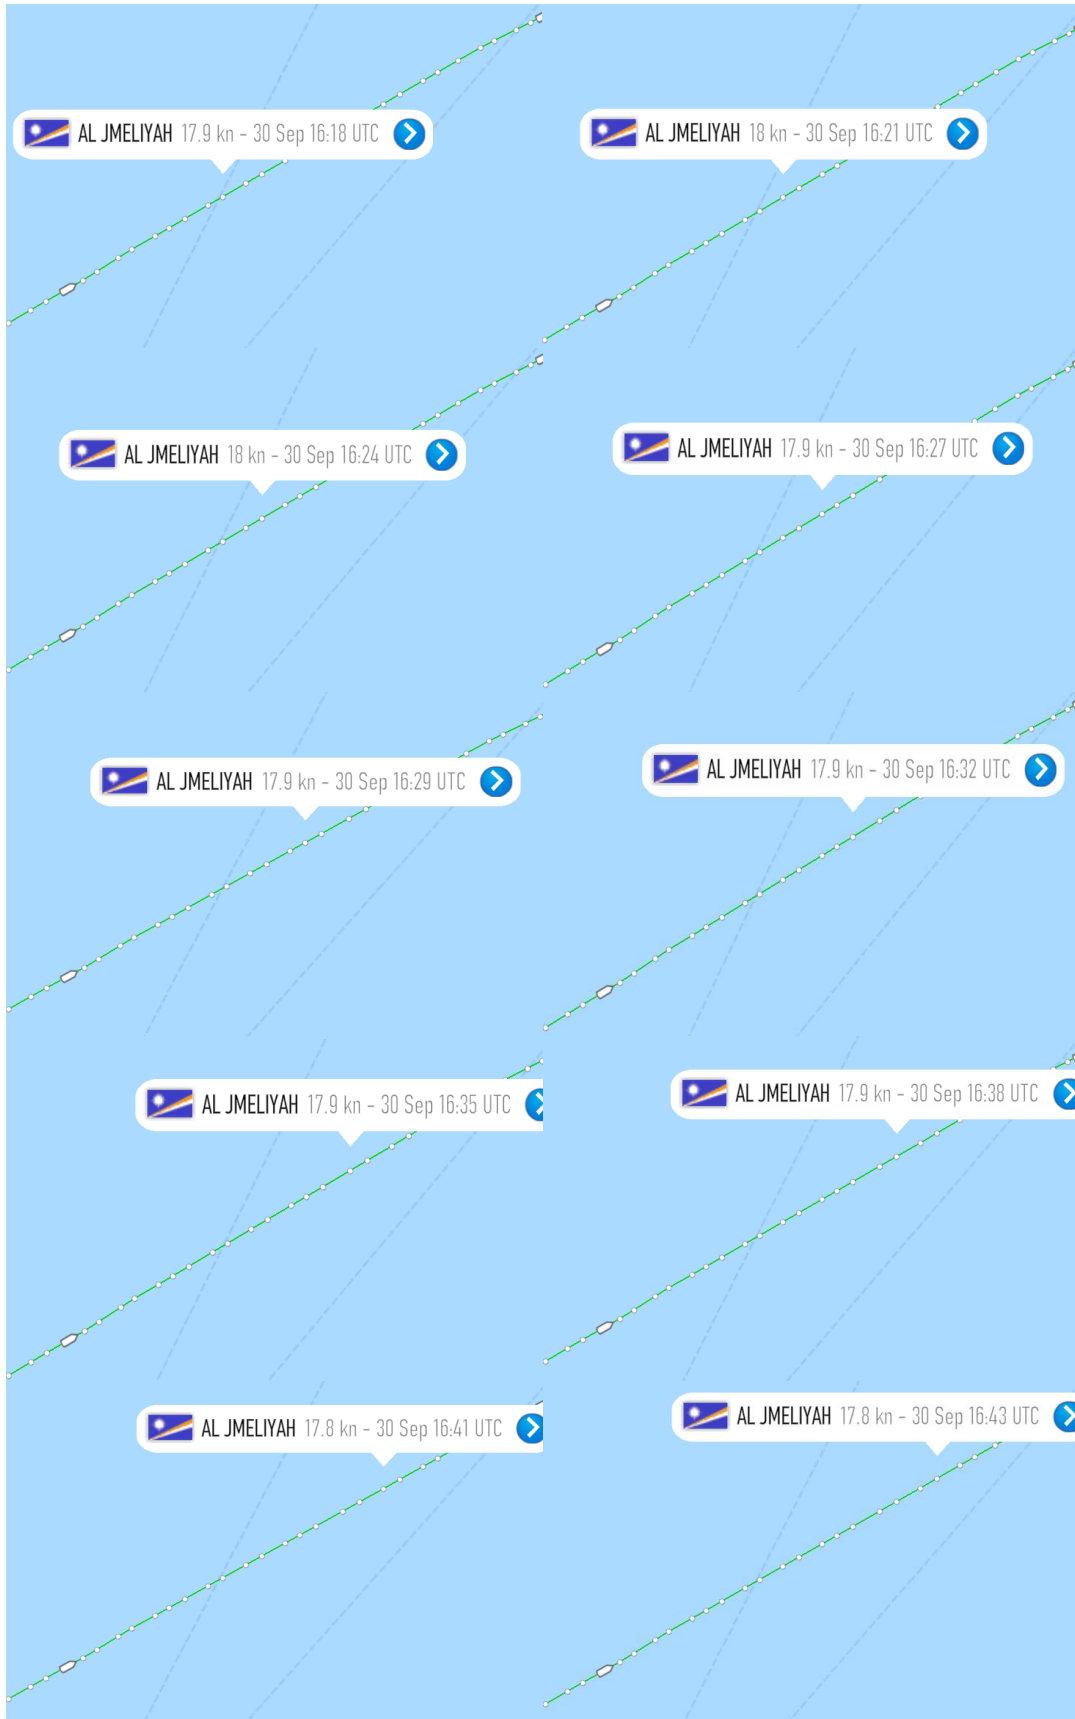 AL JMELIYAH 17.9 kn - 30 Sep 16:18 UTC
AL JMELIYAH 18 kn - 30 Sep 16:21 UTC
AL JMELIYAH 18 kn - 30 Sep 16:24 UTC
AL JMELIYAH 17.9 kn - 30 Sep 16:27 UTC
AL JMELIYAH 17.9 kn - 30 Sep 16:29 UTC
AL JMELIYAH 17.9 kn - 30 Sep 16:32 UTC
AL JMELIYAH 17.9 kn - 30 Sep 16:35 UTC
AL JMELIYAH 17.9 kn - 30 Sep 16:38 UTC
AL JMELIYAH 17.8 kn - 30 Sep 16:41 UTC
AL JMELIYAH 17.8 kn - 30 Sep 16:43 UTC